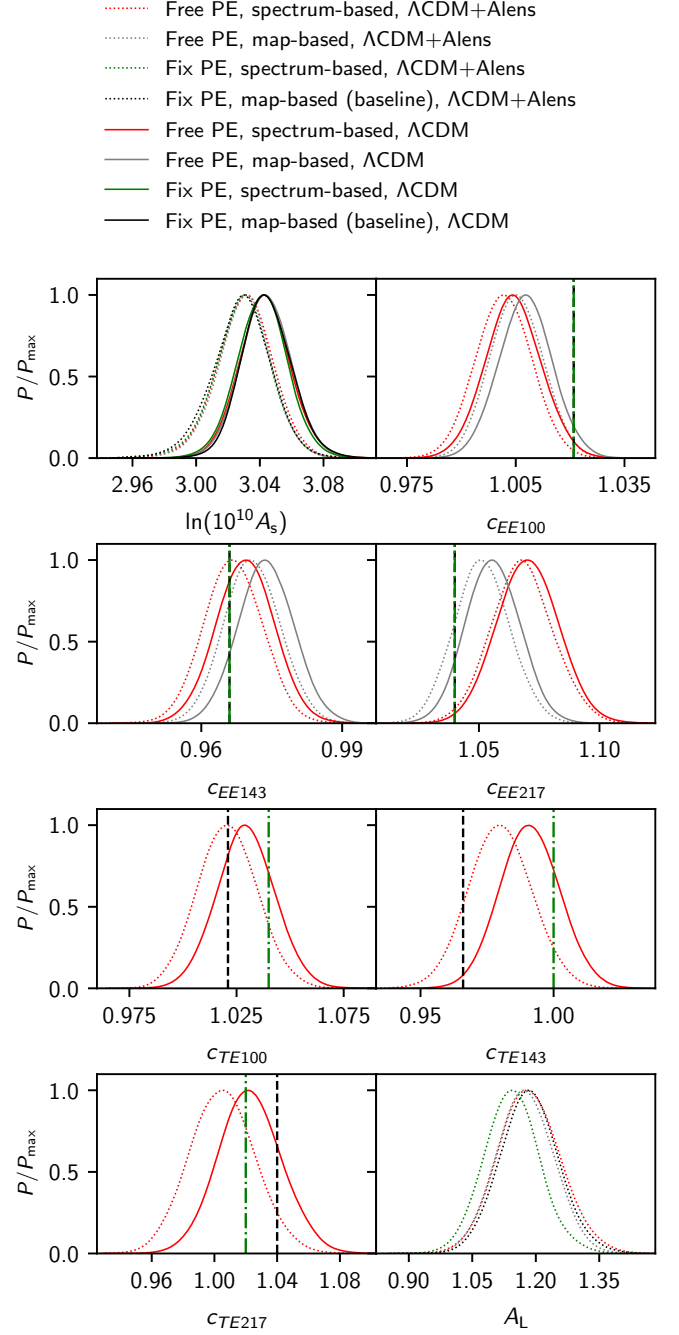 Free PE, spectrum-based, ΛCDM+Alens
Free PE, map-based, ΛCDM+Alens
Fix PE, spectrum-based, ΛCDM+Alens
Fix PE, map-based (baseline), ΛCDM+Alens
Free PE, spectrum-based, ΛCDM
Free PE, map-based, ΛCDM
Fix PE, spectrum-based, ΛCDM
Fix PE, map-based (baseline), ΛCDM
1.0
0.5
0.0
P/P_max
2.96 3.00 3.04 3.08
ln(10^10 A_s)
0.975 1.005 1.035
c_EE100
1.0
0.5
0.0
P/P_max
0.96 0.99
c_EE143
1.05 1.10
c_EE217
1.0
0.5
0.0
P/P_max
0.975 1.025 1.075
c_TE100
0.95 1.00
c_TE143
1.0
0.5
0.0
P/P_max
0.96 1.00 1.04 1.08
c_TE217
0.90 1.05 1.20 1.35
A_L